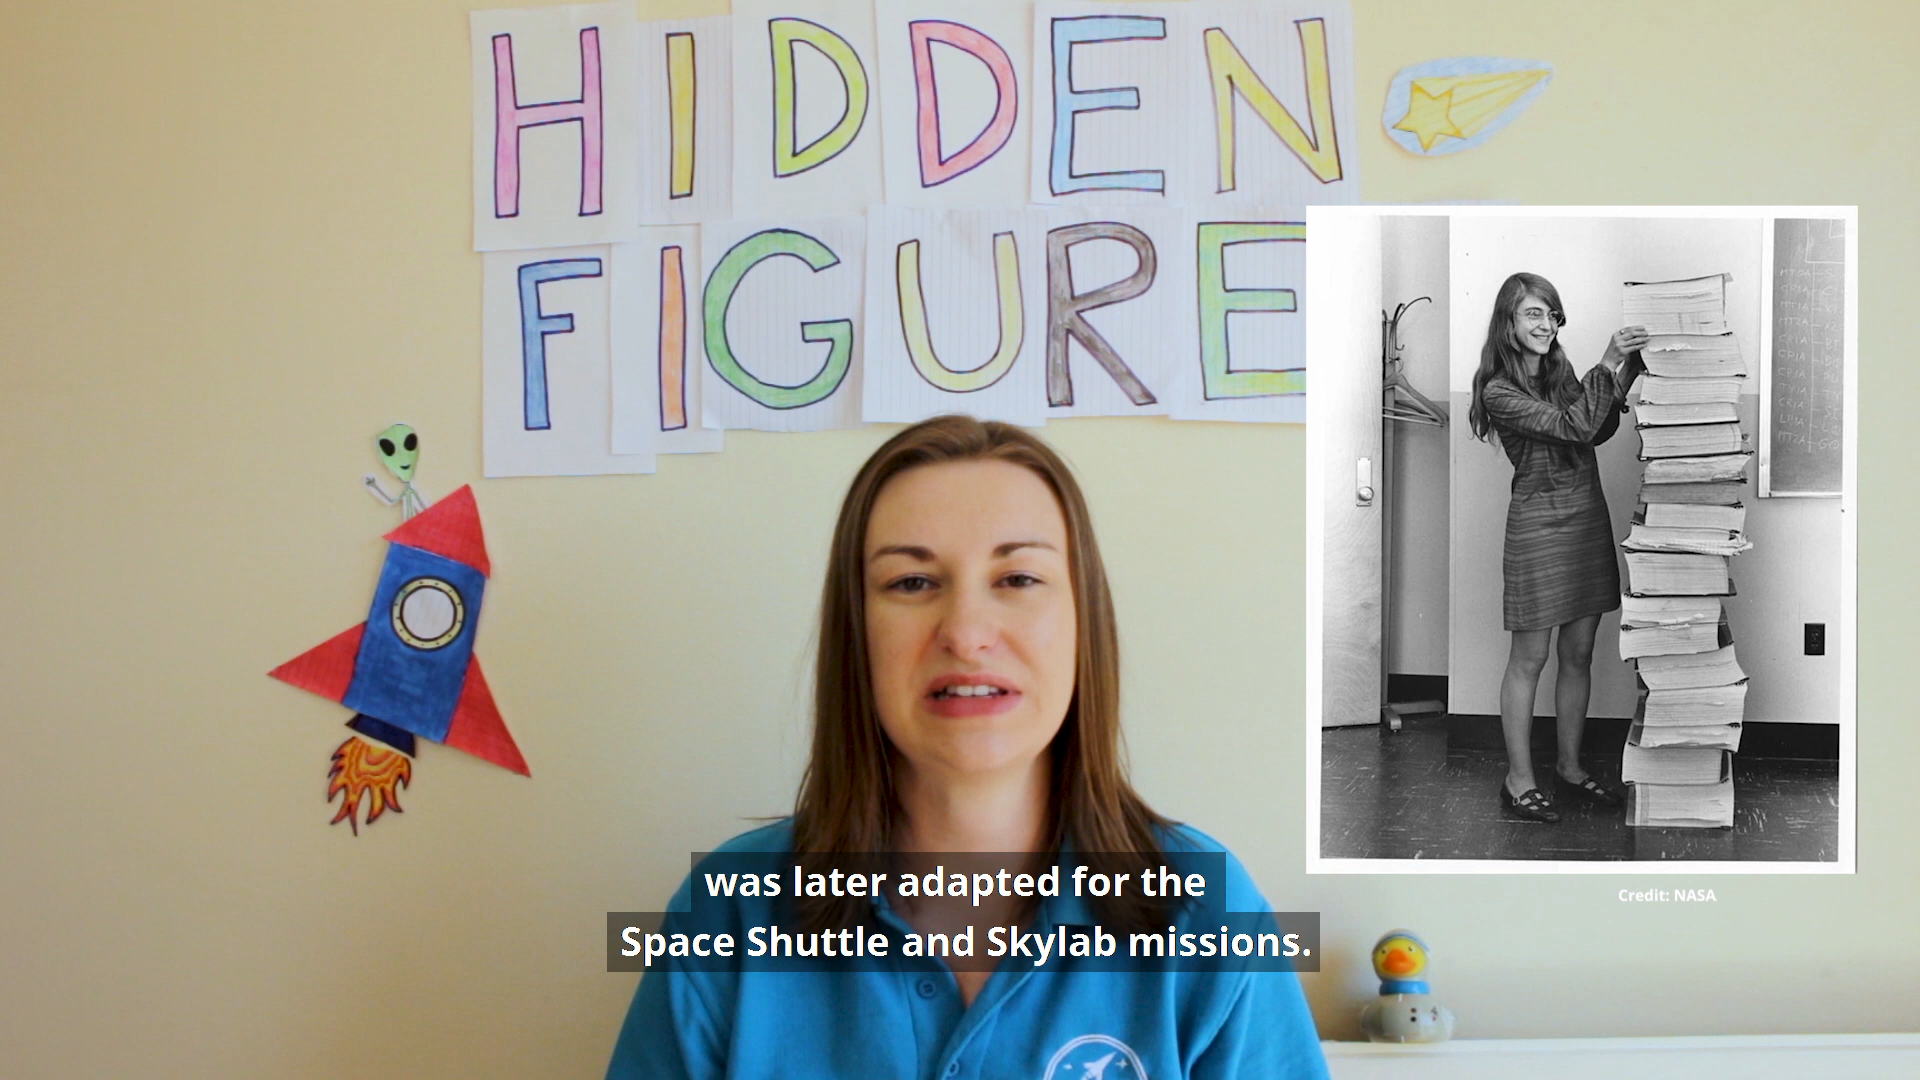 HIDDEN
FIGURE
was later adapted for the
Space Shuttle and Skylab missions.
Credit: NASA